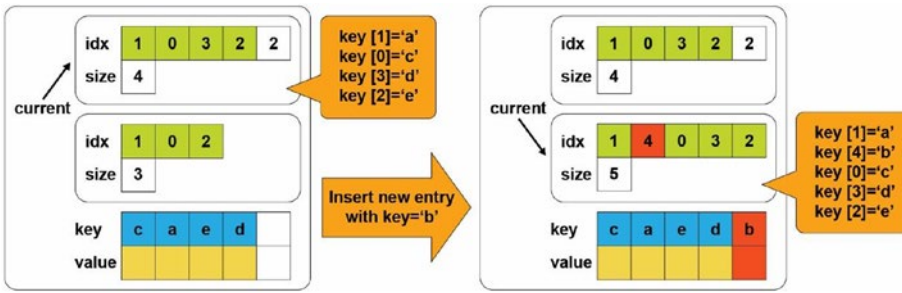 idx 1 0 3 2 2
size 4
current
idx 1 0 2
size 3
key c a e d
value
key [1]='a'
key [0]='c'
key [3]='d'
key [2]='e'
Insert new entry
with key='b'
idx 1 0 3 2 2
size 4
current
idx 1 4 0 3 2
size 5
key c a e d b
value
key [1]='a'
key [4]='b'
key [0]='c'
key [3]='d'
key [2]='e'